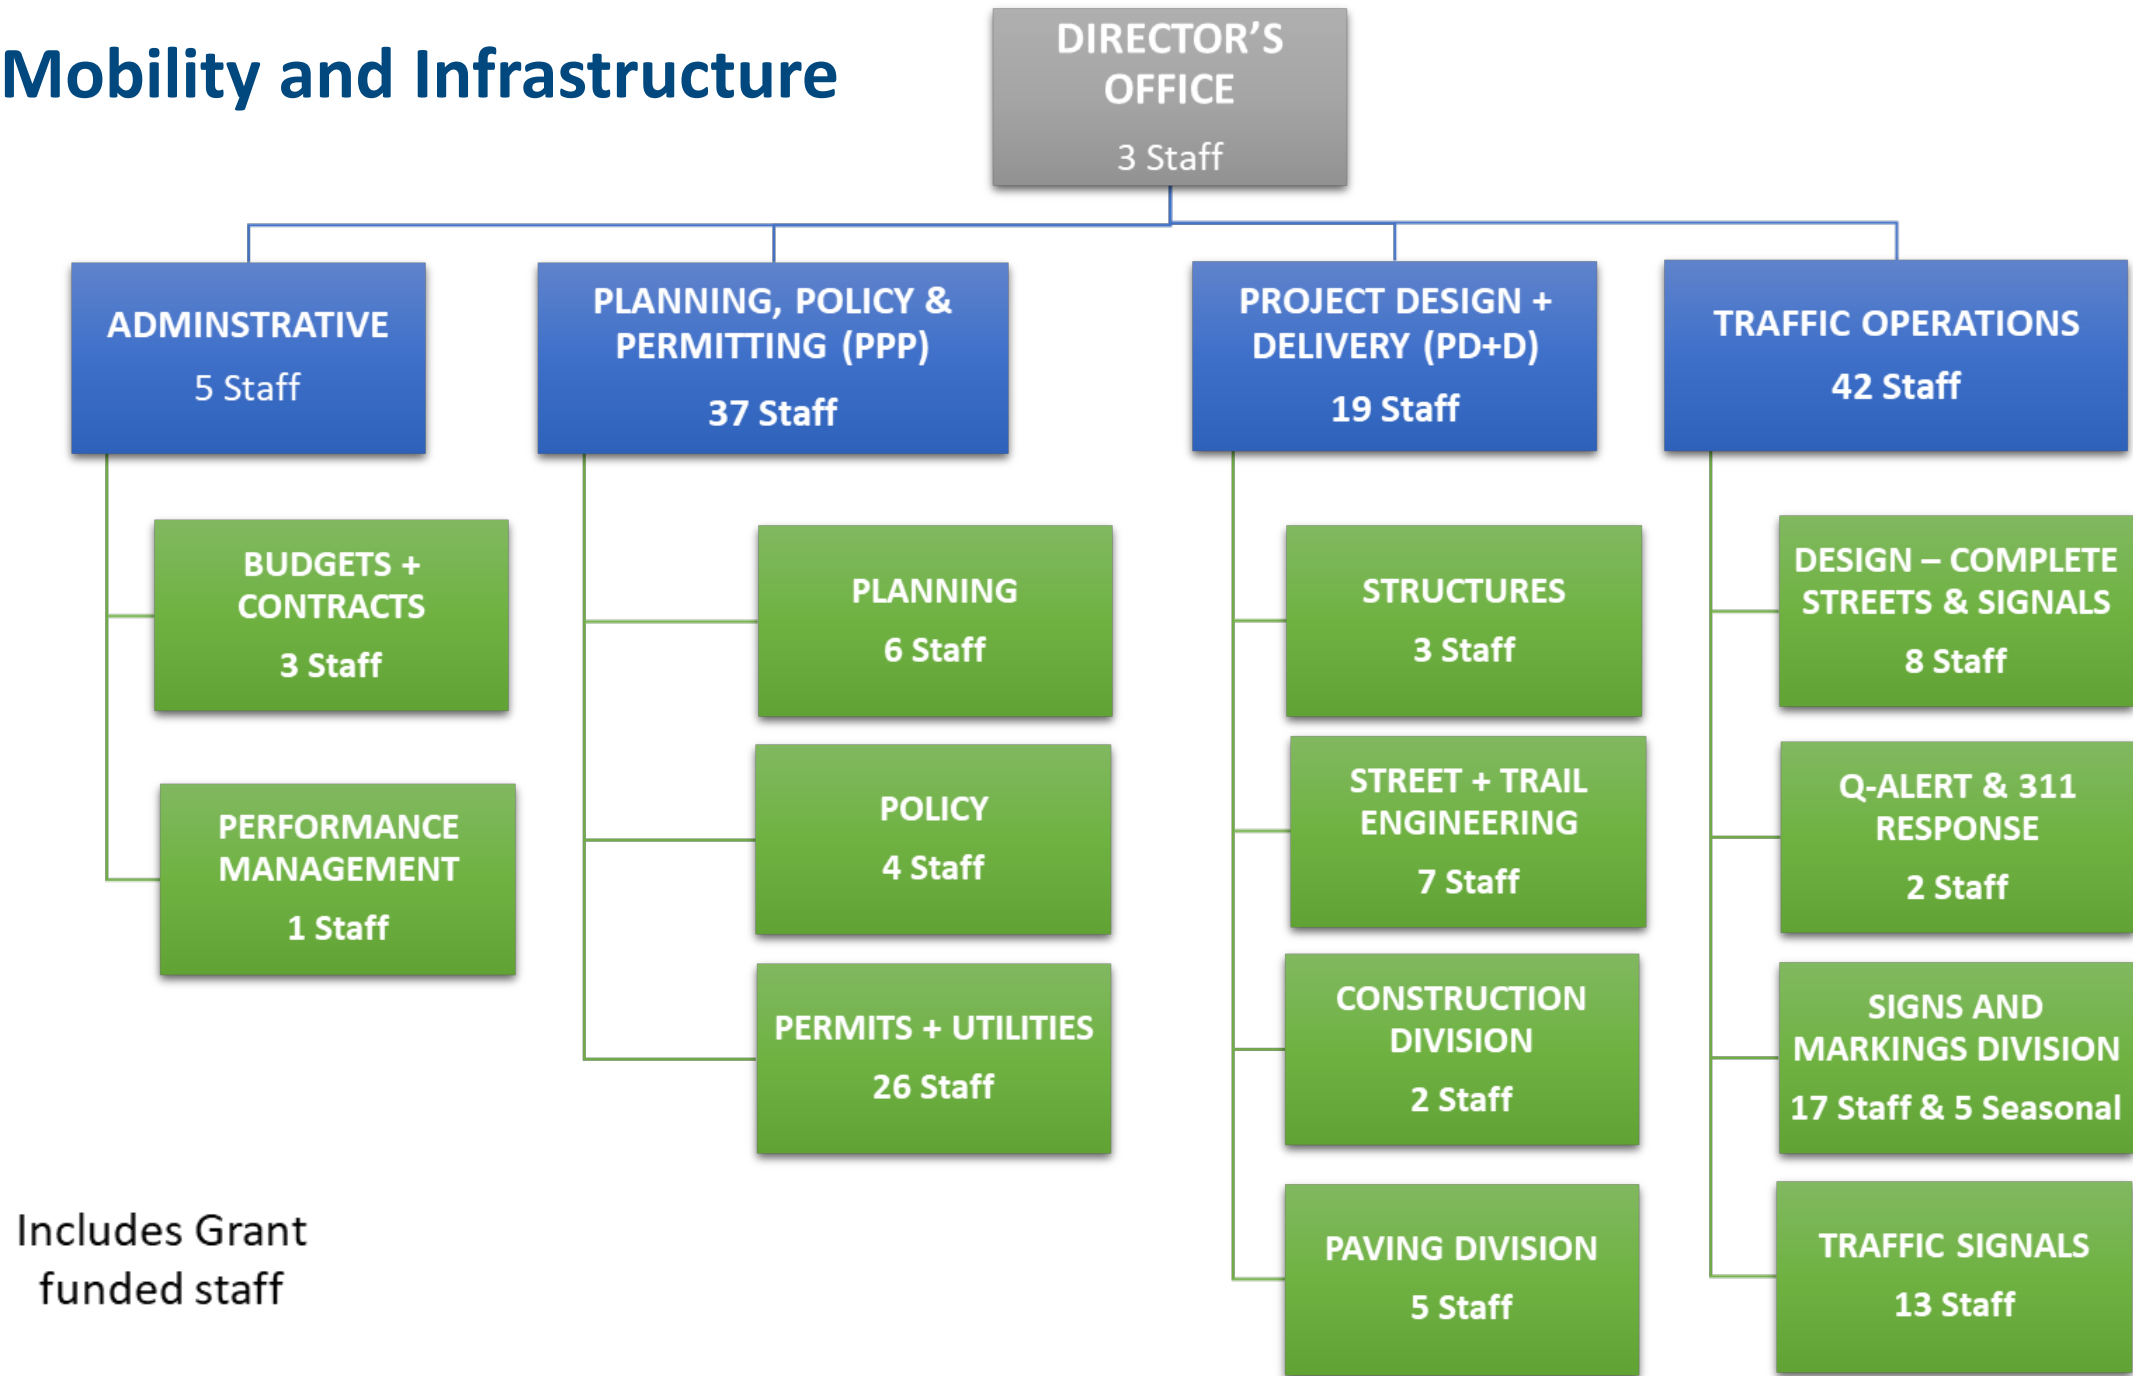 Mobility and Infrastructure
DIRECTOR’S
OFFICE
3 Staff
ADMINSTRATIVE
5 Staff
BUDGETS +
CONTRACTS
3 Staff
PERFORMANCE
MANAGEMENT
1 Staff
PLANNING, POLICY &
PERMITTING (PPP)
37 Staff
PLANNING
6 Staff
POLICY
4 Staff
PERMITS + UTILITIES
26 Staff
PROJECT DESIGN +
DELIVERY (PD+D)
19 Staff
STRUCTURES
3 Staff
STREET + TRAIL
ENGINEERING
7 Staff
CONSTRUCTION
DIVISION
2 Staff
PAVING DIVISION
5 Staff
TRAFFIC OPERATIONS
42 Staff
DESIGN – COMPLETE
STREETS & SIGNALS
8 Staff
Q-ALERT & 311
RESPONSE
2 Staff
SIGNS AND
MARKINGS DIVISION
17 Staff & 5 Seasonal
TRAFFIC SIGNALS
13 Staff
Includes Grant
funded staff